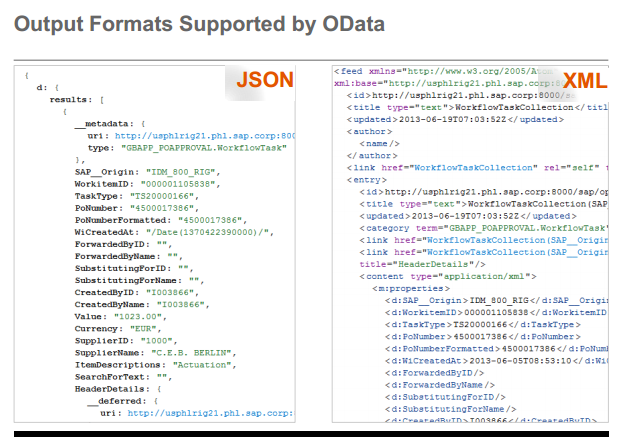 Output Formats Supported by OData
JSON
{
d: {
results: [
{
__metadata: {
uri: http://usphlrig21.phl.sap.corp:800
type: "GBAPP_POAPPROVAL.WorkflowTask"
},
SAP__Origin: "IDM_800_RIG",
WorkitemID: "000001105838",
TaskType: "TS20000166",
PoNumber: "4500017386",
PoNumberFormatted: "4500017386",
WiCreatedAt: "/Date(1370422390000)/",
ForwardedByID: "",
ForwardedByName: "",
SubstitutingForID: "",
SubstitutingForName: "",
CreatedByID: "I003866",
CreatedByName: "I003866",
Value: "1023.00",
Currency: "EUR",
SupplierID: "1000",
SupplierName: "C.E.B. BERLIN",
ItemDescriptions: "Actuation",
SearchForText: "",
HeaderDetails: {
__deferred: {
uri: http://usphlrig21.phl.sap.corp:
XML
<feed xmlns="http://www.w3.org/2005/Atom
xml:base="http://usphlrig21.phl.sap.corp:8
<id>http://usphlrig21.phl.sap.corp:8000/s
<title type="text">WorkflowTaskCollection</titl
<updated>2013-06-19T07:03:52Z</updated>
<author>
<name/>
</author>
<link href="WorkflowTaskCollection" rel="self" t
<entry>
<id>http://usphlrig21.phl.sap.corp:8000/sap/op
<title type="text">WorkflowTaskCollection(SAP
<updated>2013-06-19T07:03:52Z</updated>
<category term="GBAPP_POAPPROVAL.WorkflowTask"
<link href="WorkflowTaskCollection(SAP__Origin
<link href="WorkflowTaskCollection(SAP__Origin
title="HeaderDetails"/>
<content type="application/xml">
<m:properties>
<d:SAP__Origin>IDM_800_RIG</d:SAP__Origi
<d:WorkitemID>000001105838</d:WorkitemID
<d:TaskType>TS20000166</d:TaskType>
<d:PoNumber>4500017386</d:PoNumber>
<d:PoNumberFormatted>4500017386</d:PoNum
<d:WiCreatedAt>2013-06-05T08:53:10</d:Wi
<d:ForwardedByID/>
<d:ForwardedByName/>
<d:SubstitutingForID/>
<d:SubstitutingForName/>
<d:CreatedByID>I003866</d:CreatedByID>